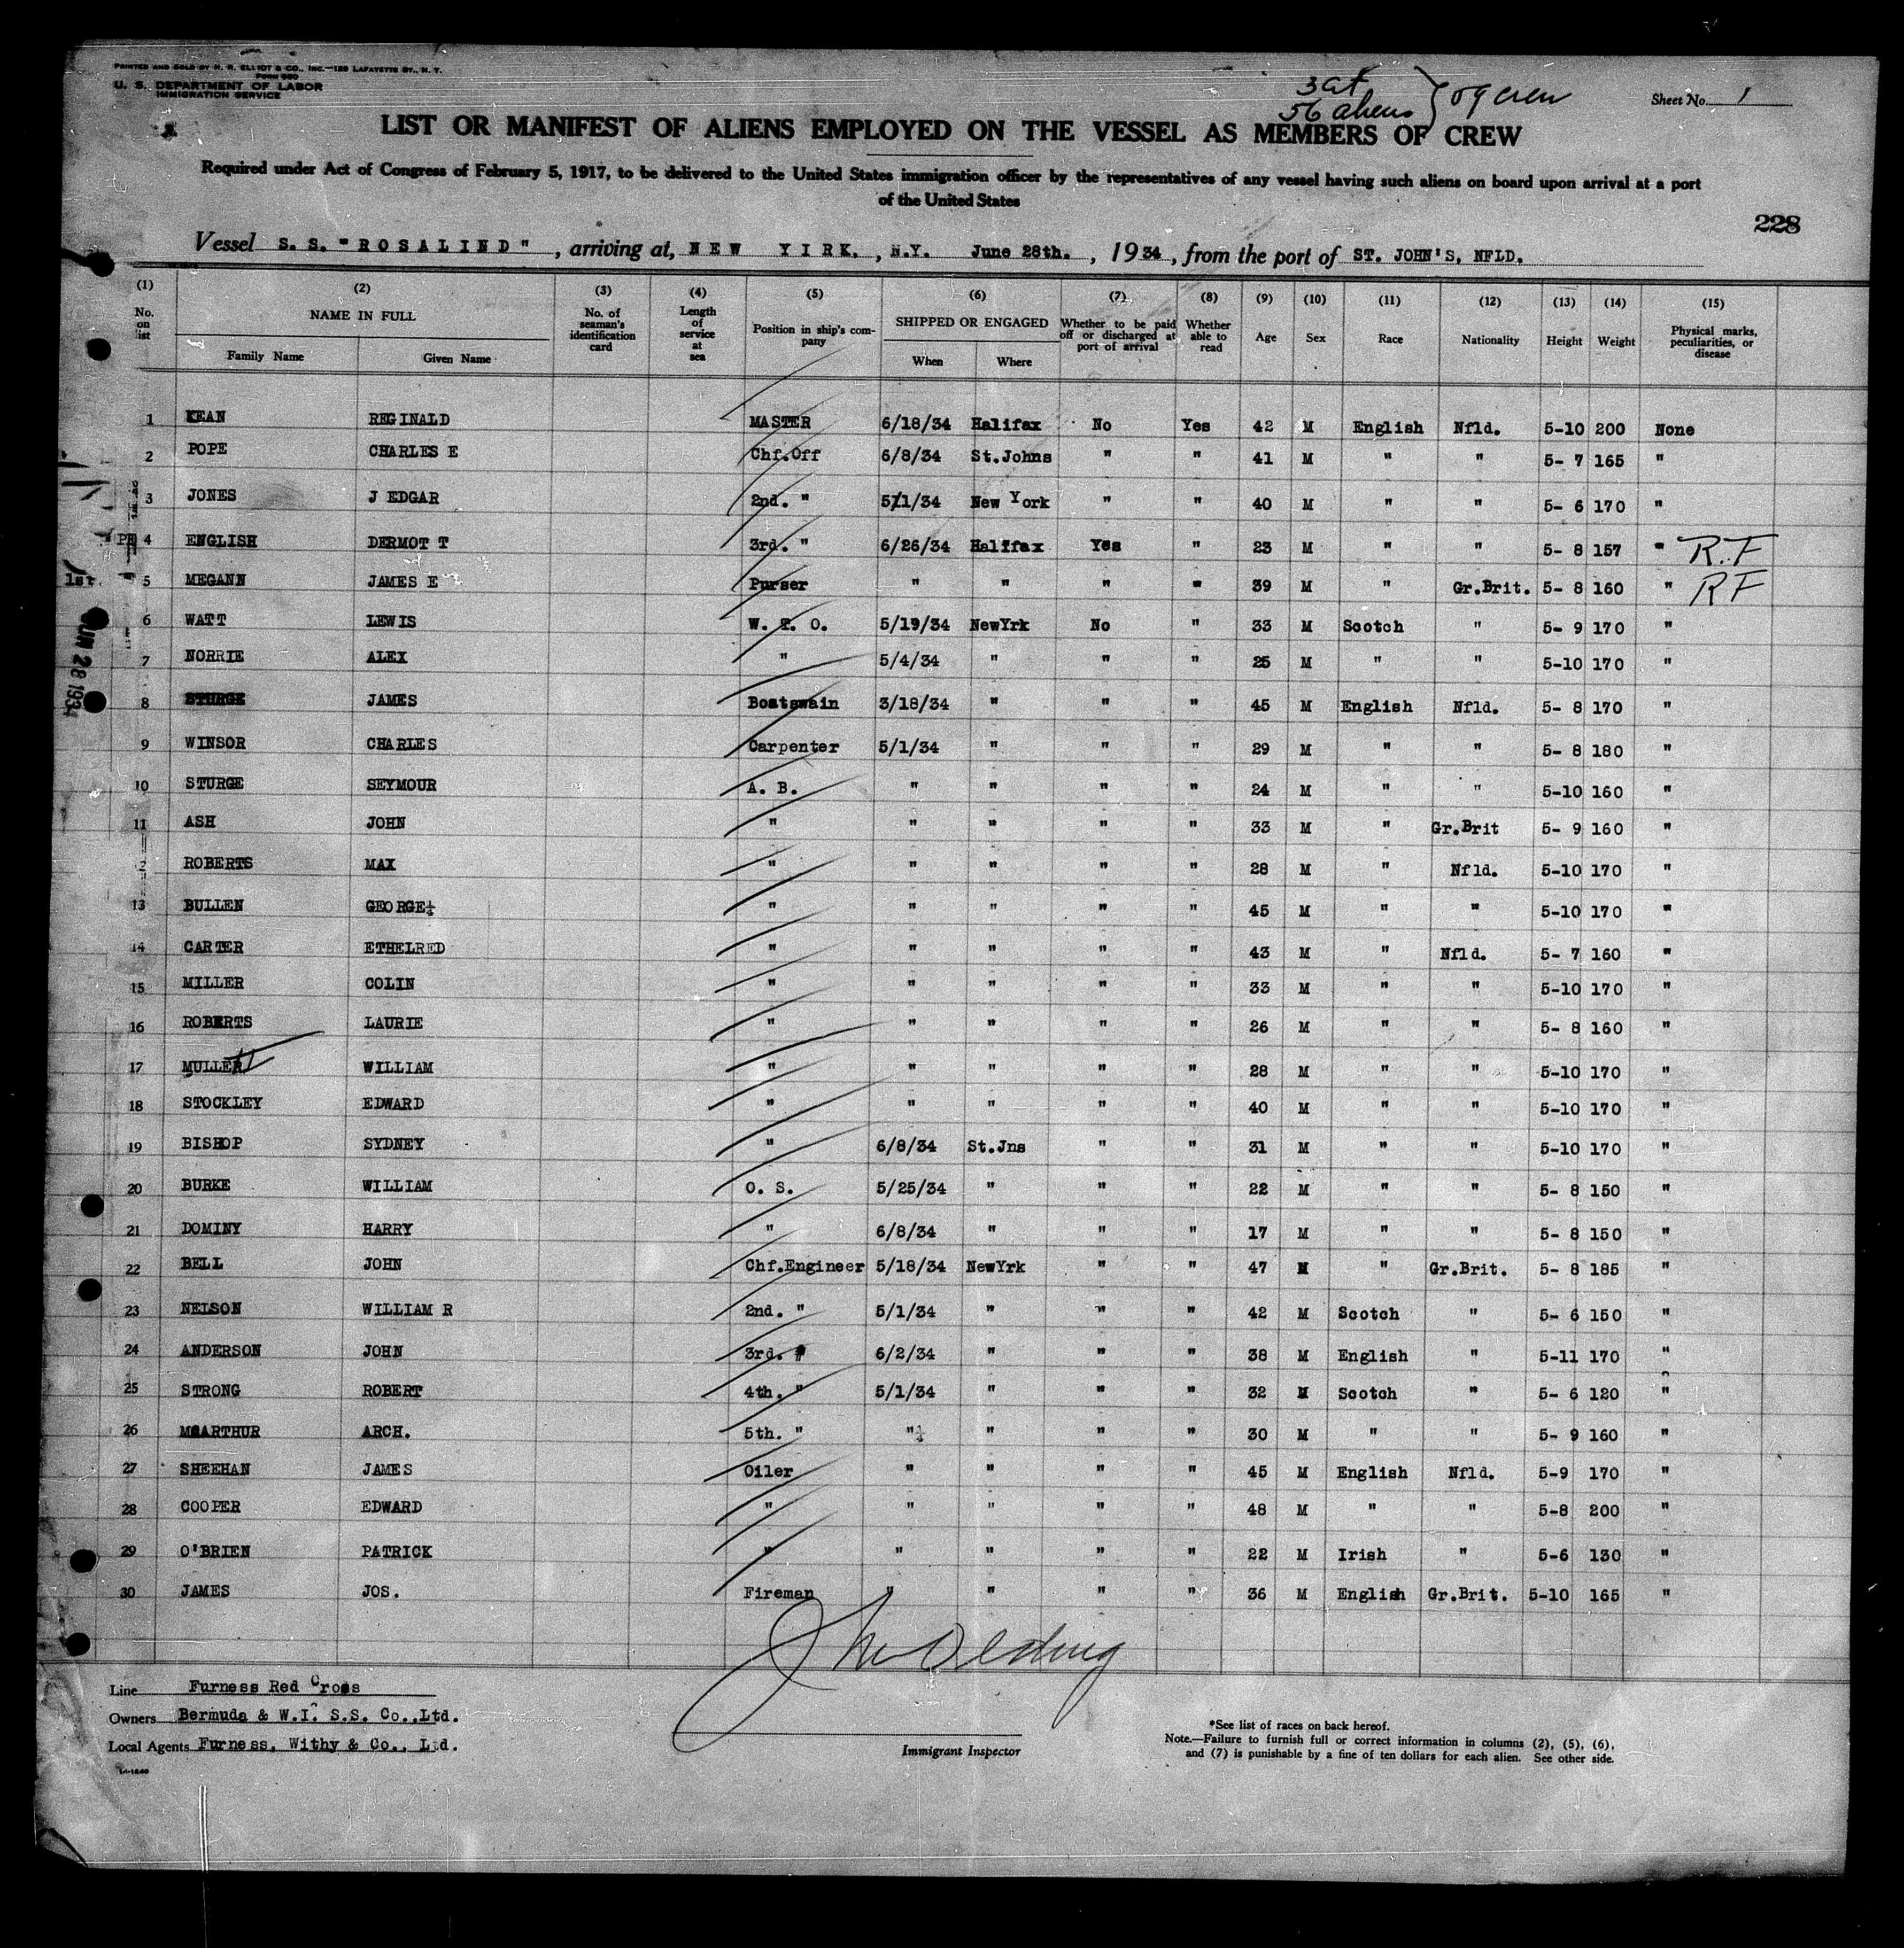 PRINTED AND SOLD BY H. R. ELLIOT & CO., INC.—129 LAFAYETTE ST., N. Y.
U. S. DEPARTMENT OF LABOR
IMMIGRATION SERVICE
56 aliens
crew
Sheet No. 1
LIST OR MANIFEST OF ALIENS EMPLOYED ON THE VESSEL AS MEMBERS OF CREW
Required under Act of Congress of February 5, 1917, to be delivered to the United States immigration officer by the representatives of any vessel having such aliens on board upon arrival at a port
of the United States
228
Vessel S. S. "ROSALIND", arriving at, NEW YIRK, , N.Y. June 28th. , 1934, from the port of ST. JOHN'S, NFLD.
(1) (2) (3) (4) (5) (6) (7) (8) (9) (10) (11) (12) (13) (14) (15)
No. on list NAME IN FULL Family Name Given Name No. of seaman's identification card Length of service at sea Position in ship's company SHIPPED OR ENGAGED When Where Whether to be paid off or discharged at port of arrival Whether able to read Age Sex Race Nationality Height Weight Physical marks, peculiarities, or disease
1 KEAN REGINALD MASTER 6/18/34 Halifax No Yes 42 M English Nfld. 5-10 200 None
2 POPE CHARLES E Chf.Off 6/8/34 St.Johns " " 41 M " " 5- 7 165 "
3 JONES J EDGAR 2nd. " 5/1/34 New York " " 40 M " " 5- 6 170 "
4 ENGLISH DERMOT T 3rd. " 6/26/34 Halifax Yes " 23 M " " 5- 8 157 " R.F
1st. 5 MEGANN JAMES E Purser " " " " 39 M " Gr.Brit. 5- 8 160 " RF
6 WATT LEWIS W. T. O. 5/19/34 NewYrk No " 33 M Scotch " 5- 9 170 "
7 NORRIE ALEX " 5/4/34 " " " 25 M " " 5-10 170 "
8 STURGE JAMES Boatswain 3/18/34 " " " 45 M English Nfld. 5- 8 170 "
9 WINSOR CHARLES Carpenter 5/1/34 " " " 29 M " " 5- 8 180 "
10 STURGE SEYMOUR A. B. " " " " 24 M " " 5-10 160 "
11 ASH JOHN " " " " " 33 M " Gr.Brit 5- 9 160 "
2 ROBERTS MAX " " " " " 28 M " Nfld. 5-10 170 "
13 BULLEN GEORGE¼ " " " " " 45 M " " 5-10 170 "
14 CARTER ETHELRED " " " " " 43 M " Nfld. 5- 7 160 "
15 MILLER COLIN " " " " " 33 M " " 5-10 170 "
16 ROBERTS LAURIE " " " " " 26 M " " 5- 8 160 "
17 MULLER WILLIAM " " " " " 28 M " " 5-10 170 "
18 STOCKLEY EDWARD " " " " " 40 M " " 5-10 170 "
19 BISHOP SYDNEY " 6/8/34 St.Jns " " 31 M " " 5-10 170 "
20 BURKE WILLIAM O. S. 5/25/34 " " " 22 M " " 5- 8 150 "
21 DOMINY HARRY " 6/8/34 " " " 17 M " " 5- 8 150 "
22 BELL JOHN Chf.Engineer 5/18/34 NewYrk " " 47 M " Gr.Brit. 5- 8 185 "
23 NELSON WILLIAM R 2nd. " 5/1/34 " " " 42 M Scotch " 5- 6 150 "
24 ANDERSON JOHN 3rd. " 6/2/34 " " " 38 M English " 5-11 170 "
25 STRONG ROBERT 4th. " 5/1/34 " " " 32 M Scotch " 5- 6 120 "
26 MCARTHUR ARCH. 5th. " "¼ " " " 30 M " " 5- 9 160 "
27 SHEEHAN JAMES Oiler " " " " 45 M English Nfld. 5-9 170 "
28 COOPER EDWARD " " " " " 48 M " " 5-8 200 "
29 O'BRIEN PATRICK " " " " " 22 M Irish " 5-6 130 "
30 JAMES JOS. Fireman " " " " 36 M English Gr.Brit. 5-10 165 "
JUN 28 1934
Line Furness Red Cross
Owners Bermuda & W.I. S.S. Co.,Ltd.
Local Agents Furness, Withy & Co., Ltd.
Immigrant Inspector
*See list of races on back hereof.
Note.—Failure to furnish full or correct information in columns (2), (5), (6),
and (7) is punishable by a fine of ten dollars for each alien. See other side.